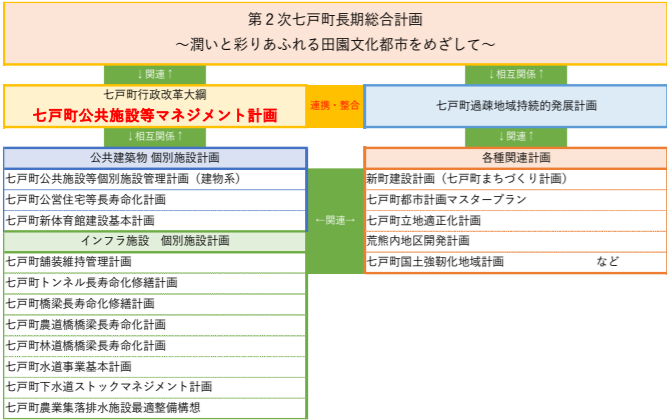 第２次七戸町長期総合計画
～潤いと彩りあふれる田園文化都市をめざして～
↓関連↑
↓相互関係↑
七戸町行政改革大綱
七戸町公共施設等マネジメント計画
連携・整合
七戸町過疎地域持続的発展計画
↓相互関係↑
↓関連↑
公共建築物 個別施設計画
七戸町公共施設等個別施設管理計画（建物系）
七戸町公営住宅等長寿命化計画
七戸町新体育館建設基本計画
インフラ施設　個別施設計画
七戸町舗装維持管理計画
七戸町トンネル長寿命化修繕計画
七戸町橋梁長寿命化修繕計画
七戸町農道橋橋梁長寿命化計画
七戸町林道橋橋梁長寿命化計画
七戸町水道事業基本計画
七戸町下水道ストックマネジメント計画
七戸町農業集落排水施設最適整備構想
←関連→
各種関連計画
新町建設計画（七戸町まちづくり計画）
七戸町都市計画マスタープラン
七戸町立地適正化計画
荒熊内地区開発計画
七戸町国土強靭化地域計画　　　　　　など